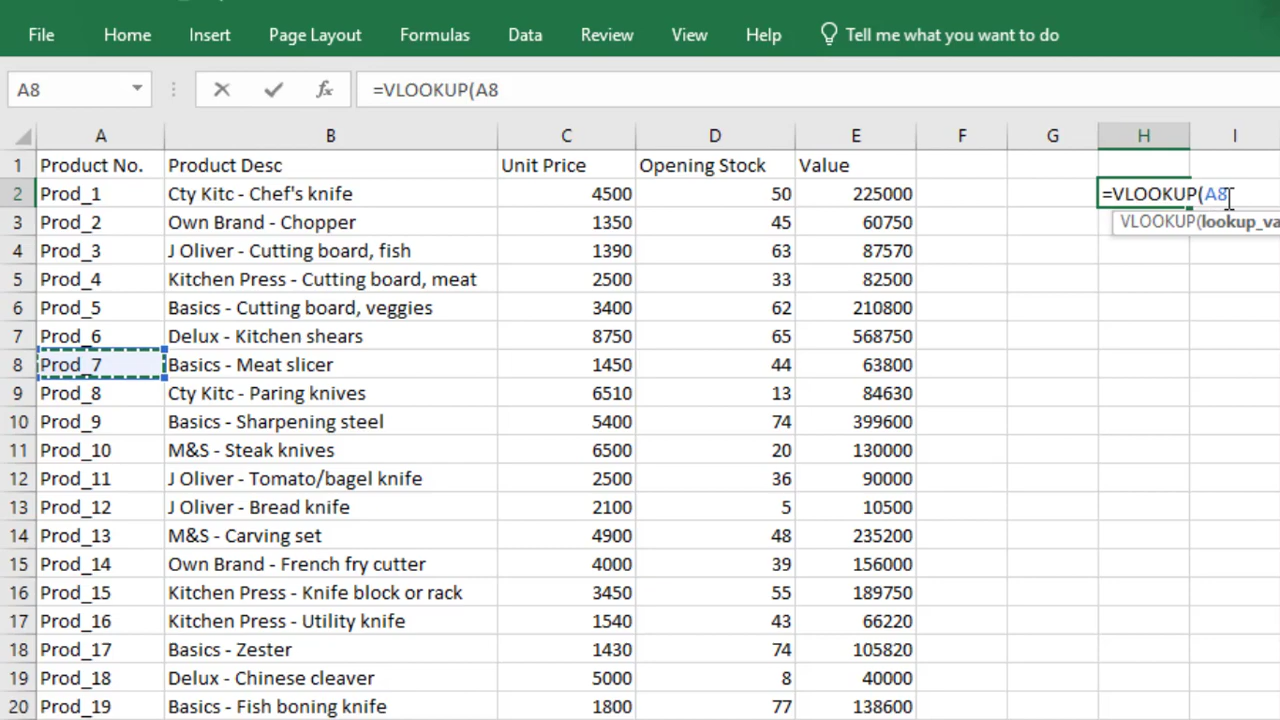 File Home Insert Page Layout Formulas Data Review View Help Tell me what you want to do
A8 fx =VLOOKUP(A8
A B C D E F G H I
1 Product No. Product Desc Unit Price Opening Stock Value
2 Prod_1 Cty Kitc - Chef's knife 4500 50 225000 =VLOOKUP(A8
3 Prod_2 Own Brand - Chopper 1350 45 60750 VLOOKUP(lookup_va
4 Prod_3 J Oliver - Cutting board, fish 1390 63 87570
5 Prod_4 Kitchen Press - Cutting board, meat 2500 33 82500
6 Prod_5 Basics - Cutting board, veggies 3400 62 210800
7 Prod_6 Delux - Kitchen shears 8750 65 568750
8 Prod_7 Basics - Meat slicer 1450 44 63800
9 Prod_8 Cty Kitc - Paring knives 6510 13 84630
10 Prod_9 Basics - Sharpening steel 5400 74 399600
11 Prod_10 M&S - Steak knives 6500 20 130000
12 Prod_11 J Oliver - Tomato/bagel knife 2500 36 90000
13 Prod_12 J Oliver - Bread knife 2100 5 10500
14 Prod_13 M&S - Carving set 4900 48 235200
15 Prod_14 Own Brand - French fry cutter 4000 39 156000
16 Prod_15 Kitchen Press - Knife block or rack 3450 55 189750
17 Prod_16 Kitchen Press - Utility knife 1540 43 66220
18 Prod_17 Basics - Zester 1430 74 105820
19 Prod_18 Delux - Chinese cleaver 5000 8 40000
20 Prod_19 Basics - Fish boning knife 1800 77 138600